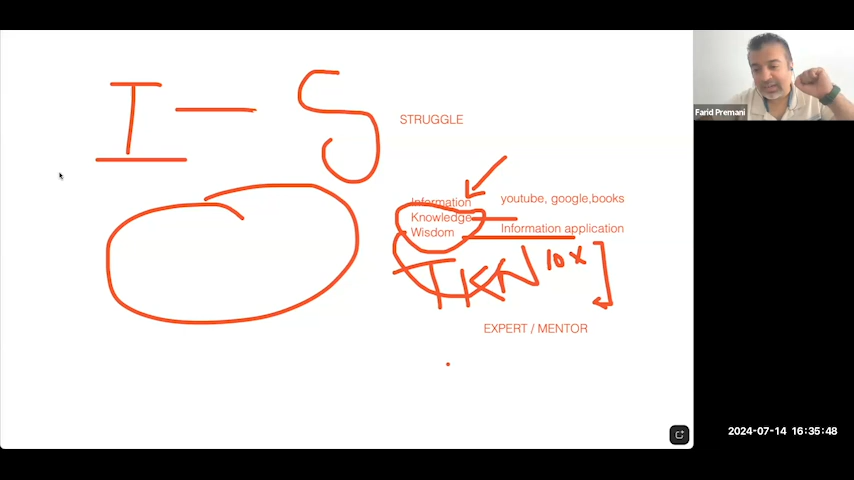 I — S
STRUGGLE
Information
youtube, google,books
Knowledge
Wisdom
Information application
TKN 10x ]
EXPERT / MENTOR
Farid Premani
2024-07-14 16:35:48